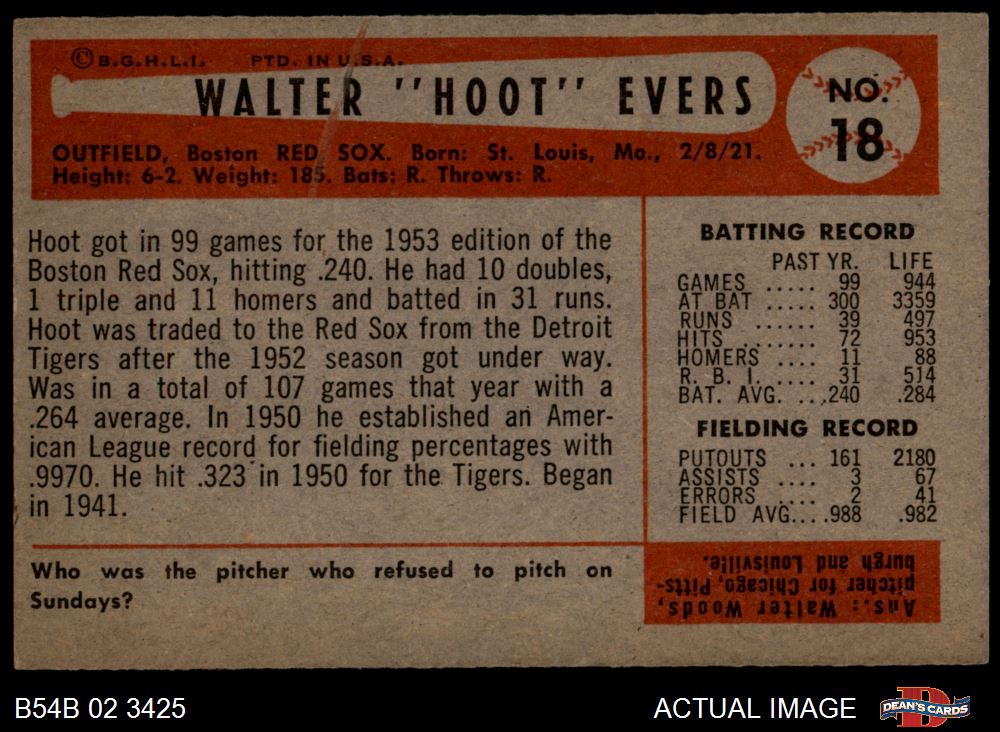 ©B.G.H.L.I. PTD. IN U.S.A.
WALTER "HOOT" EVERS
NO.
18
OUTFIELD, Boston RED SOX. Born: St. Louis, Mo., 2/8/21.
Height: 6-2. Weight: 185. Bats: R. Throws: R.
Hoot got in 99 games for the 1953 edition of the
Boston Red Sox, hitting .240. He had 10 doubles,
1 triple and 11 homers and batted in 31 runs.
Hoot was traded to the Red Sox from the Detroit
Tigers after the 1952 season got under way.
Was in a total of 107 games that year with a
.264 average. In 1950 he established an Amer-
ican League record for fielding percentages with
.9970. He hit .323 in 1950 for the Tigers. Began
in 1941.
BATTING RECORD
PAST YR. LIFE
GAMES ..... 99 944
AT BAT ..... 300 3359
RUNS ...... 39 497
HITS ....... 72 953
HOMERS .... 11 88
R. B. I. .... 31 514
BAT. AVG. ... .240 .284
FIELDING RECORD
PUTOUTS ... 161 2180
ASSISTS .... 3 67
ERRORS .... 2 41
FIELD AVG.... .988 .982
Who was the pitcher who refused to pitch on
Sundays?
Ans.: Walter Woods,
pitcher for Chicago, Pitts-
burgh and Louisville.
B54B 02 3425
ACTUAL IMAGE
D
DEAN'S CARDS